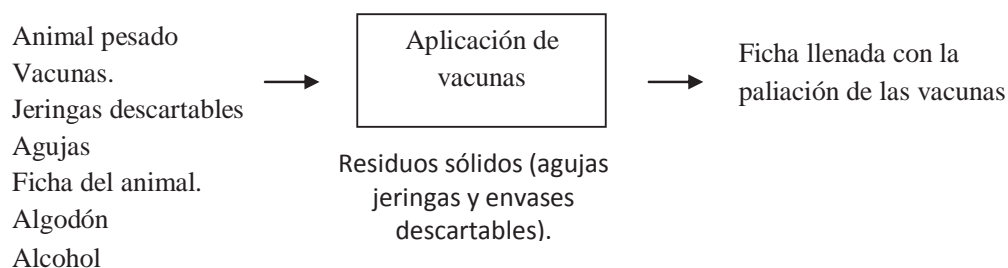 Animal pesado
Vacunas.
Jeringas descartables
Agujas
Ficha del animal.
Algodón
Alcohol
Aplicación de
vacunas
Residuos sólidos (agujas
jeringas y envases
descartables).
Ficha llenada con la
paliación de las vacunas